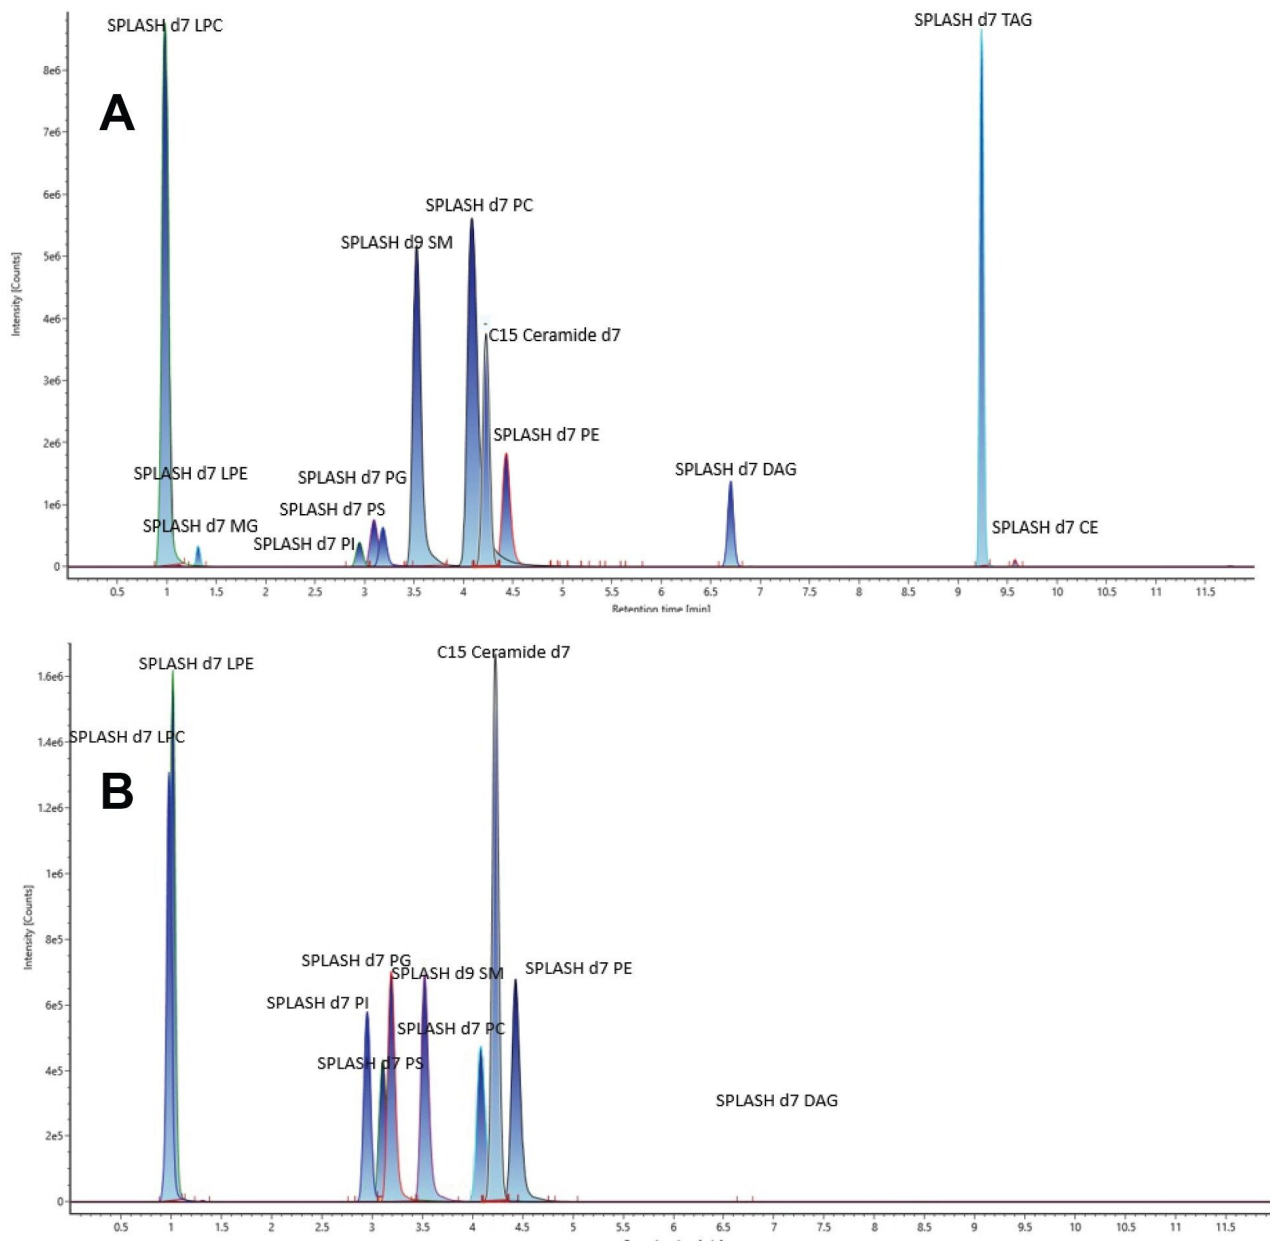 SPLASH d7 LPC
SPLASH d7 TAG
A
8e6
7e6
6e6
5e6
4e6
3e6
2e6
1e6
0
Intensity [Counts]
SPLASH d7 PC
SPLASH d9 SM
C15 Ceramide d7
SPLASH d7 PE
SPLASH d7 LPE
SPLASH d7 PG
SPLASH d7 DAG
SPLASH d7 PS
SPLASH d7 MG
SPLASH d7 CE
SPLASH d7 PI
0.5 1 1.5 2 2.5 3 3.5 4 4.5 5 5.5 6 6.5 7 7.5 8 8.5 9 9.5 10 10.5 11 11.5
Retention time [min]
C15 Ceramide d7
SPLASH d7 LPE
SPLASH d7 LPC
B
1.6e6
1.4e6
1.2e6
1e6
8e5
6e5
4e5
2e5
0
Intensity [Counts]
SPLASH d7 PG
SPLASH d9 SM
SPLASH d7 PE
SPLASH d7 PI
SPLASH d7 PC
SPLASH d7 PS
SPLASH d7 DAG
0.5 1 1.5 2 2.5 3 3.5 4 4.5 5 5.5 6 6.5 7 7.5 8 8.5 9 9.5 10 10.5 11 11.5